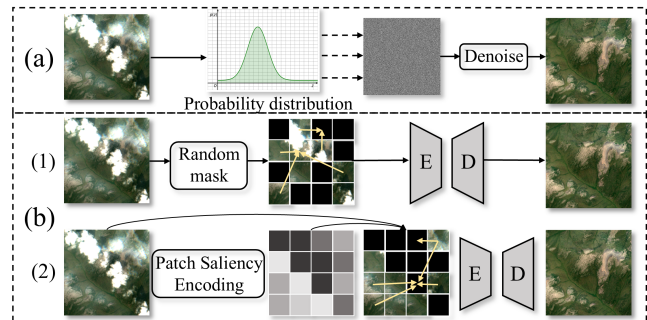 (a)
Denoise
Probability distribution
(1)
Random
mask
E
D
(b)
(2)
Patch Saliency
Encoding
E
D